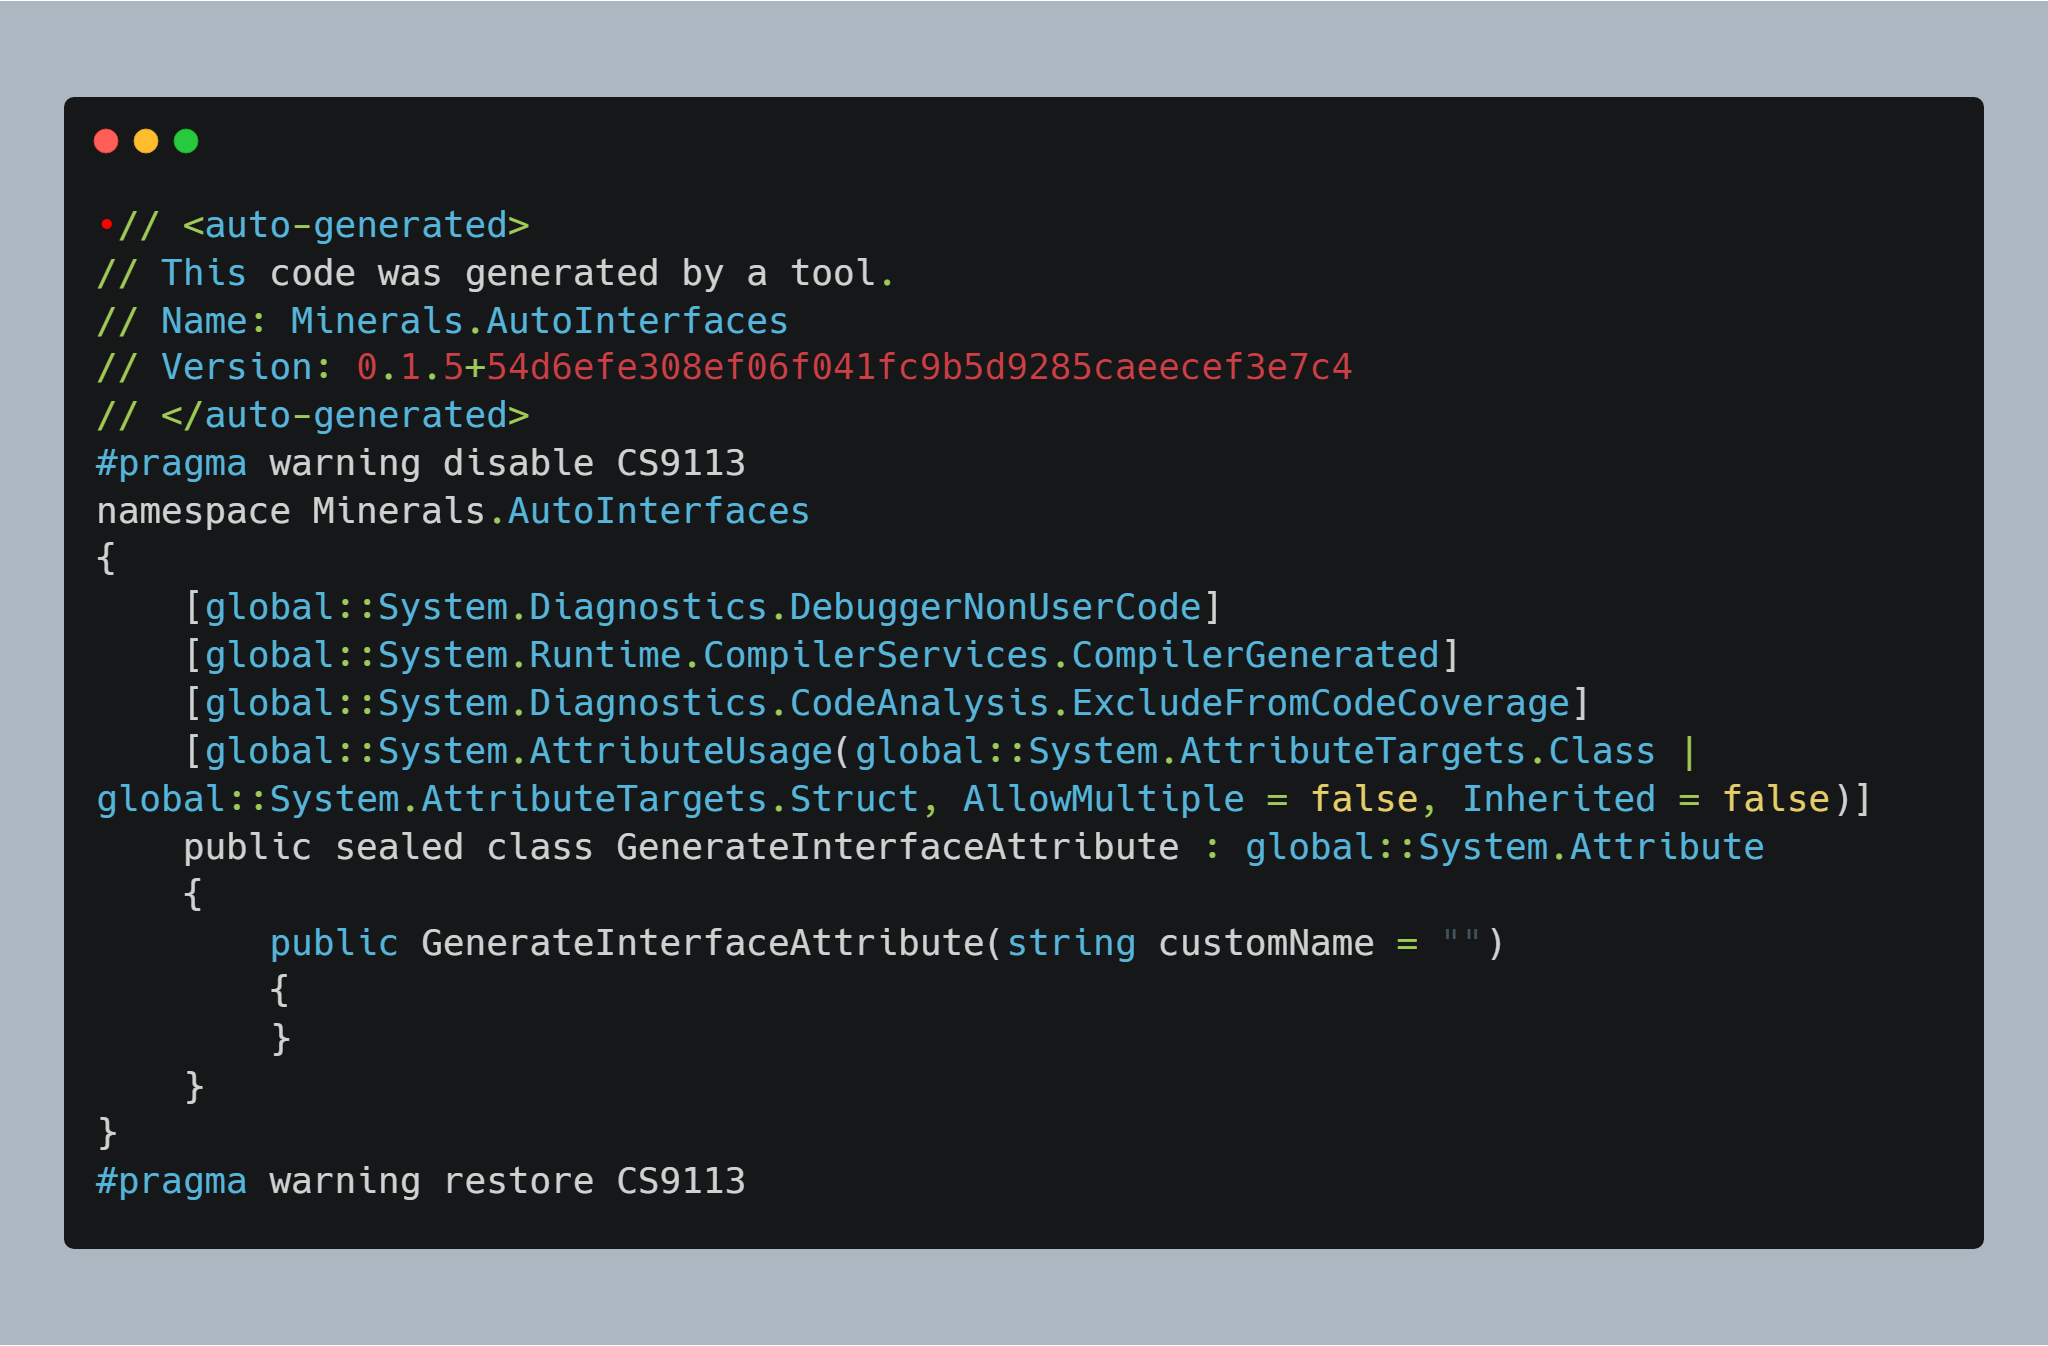 •// <auto-generated>
// This code was generated by a tool.
// Name: Minerals.AutoInterfaces
// Version: 0.1.5+54d6efe308ef06f041fc9b5d9285caeecef3e7c4
// </auto-generated>
#pragma warning disable CS9113
namespace Minerals.AutoInterfaces
{
    [global::System.Diagnostics.DebuggerNonUserCode]
    [global::System.Runtime.CompilerServices.CompilerGenerated]
    [global::System.Diagnostics.CodeAnalysis.ExcludeFromCodeCoverage]
    [global::System.AttributeUsage(global::System.AttributeTargets.Class |
global::System.AttributeTargets.Struct, AllowMultiple = false, Inherited = false)]
    public sealed class GenerateInterfaceAttribute : global::System.Attribute
    {
        public GenerateInterfaceAttribute(string customName = "")
        {
        }
    }
}
#pragma warning restore CS9113